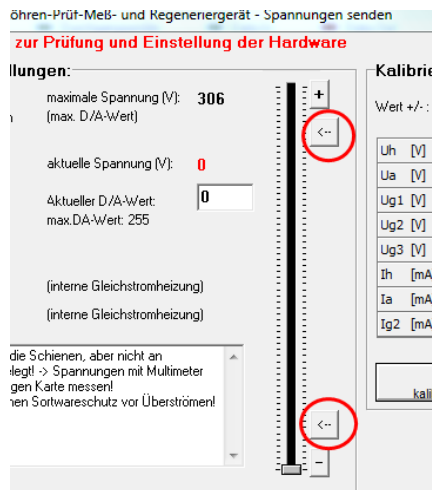 öhren-Prüf-Meß- und Regeneriergerät - Spannungen senden
zur Prüfung und Einstellung der Hardware
llungen:
Kalibrie
maximale Spannung (V): 306
(max. D/A-Wert)
+
Wert +/- :
<--
aktuelle Spannung (V): 0
Aktueller D/A-Wert: 0
max.DA-Wert: 255
Uh [V]
Ua [V]
Ug1 [V]
Ug2 [V]
Ug3 [V]
Ih [mA
Ia [mA
Ig2 [mA
(interne Gleichstromheizung)
(interne Gleichstromheizung)
die Schienen, aber nicht an
elegt! -> Spannungen mit Multimeter
gen Karte messen!
nen Sortwareschutz vor Überströmen!
kali
<--
-